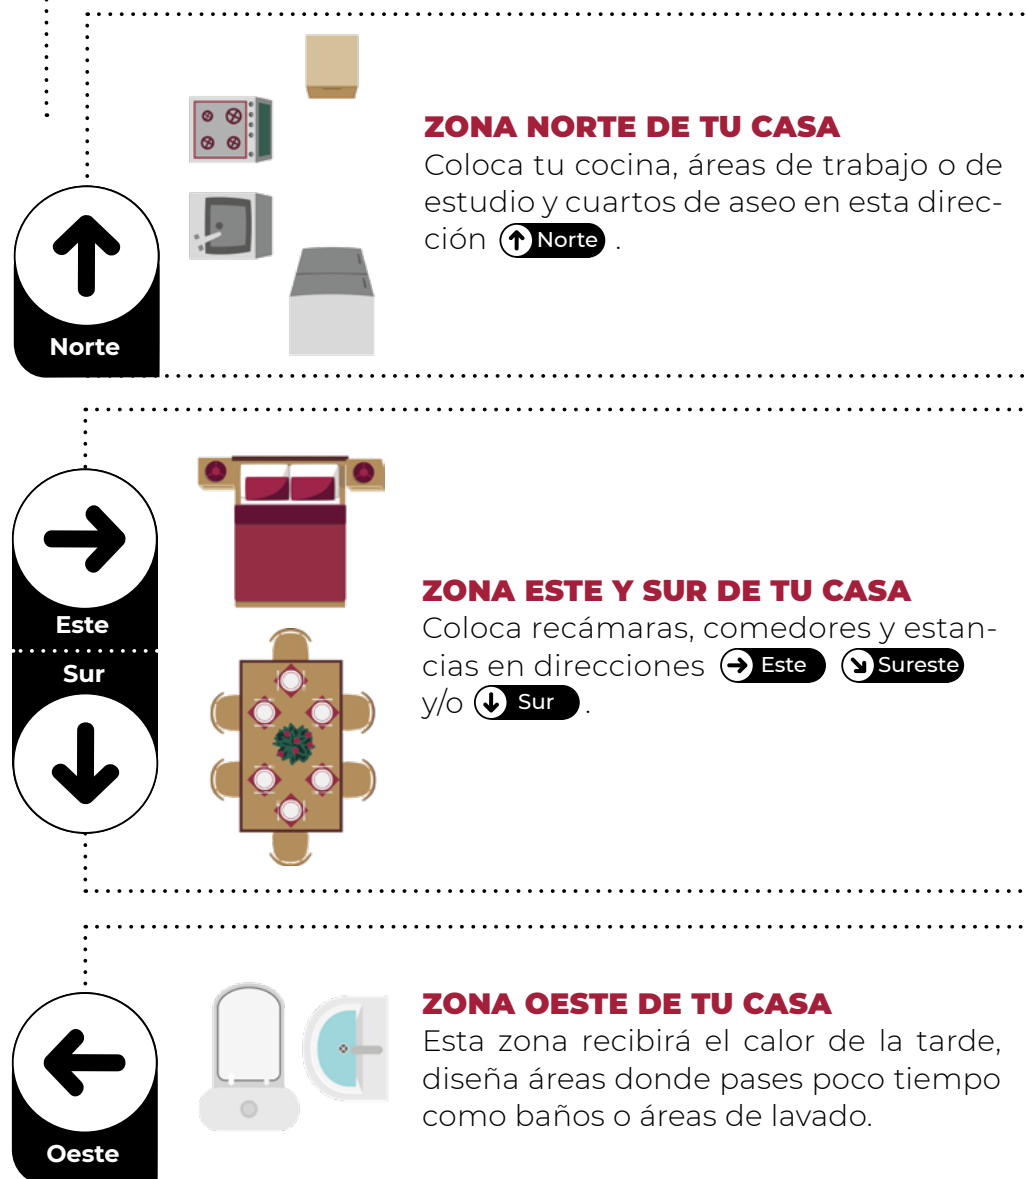 ZONA NORTE DE TU CASA
Coloca tu cocina, áreas de trabajo o de
estudio y cuartos de aseo en esta direc-
ción Norte .
Norte
Este
Sur
ZONA ESTE Y SUR DE TU CASA
Coloca recámaras, comedores y estan-
cias en direcciones Este Sureste
y/o Sur .
ZONA OESTE DE TU CASA
Esta zona recibirá el calor de la tarde,
diseña áreas donde pases poco tiempo
como baños o áreas de lavado.
Oeste